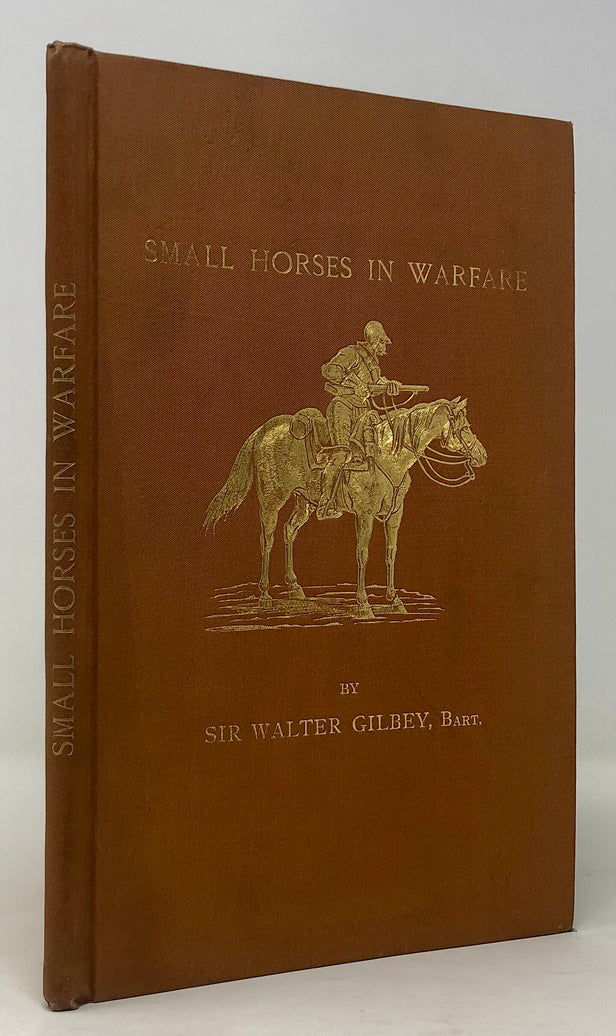 SMALL HORSES IN WARFARE
SMALL HORSES IN WARFARE
BY
SIR WALTER GILBEY, BART.